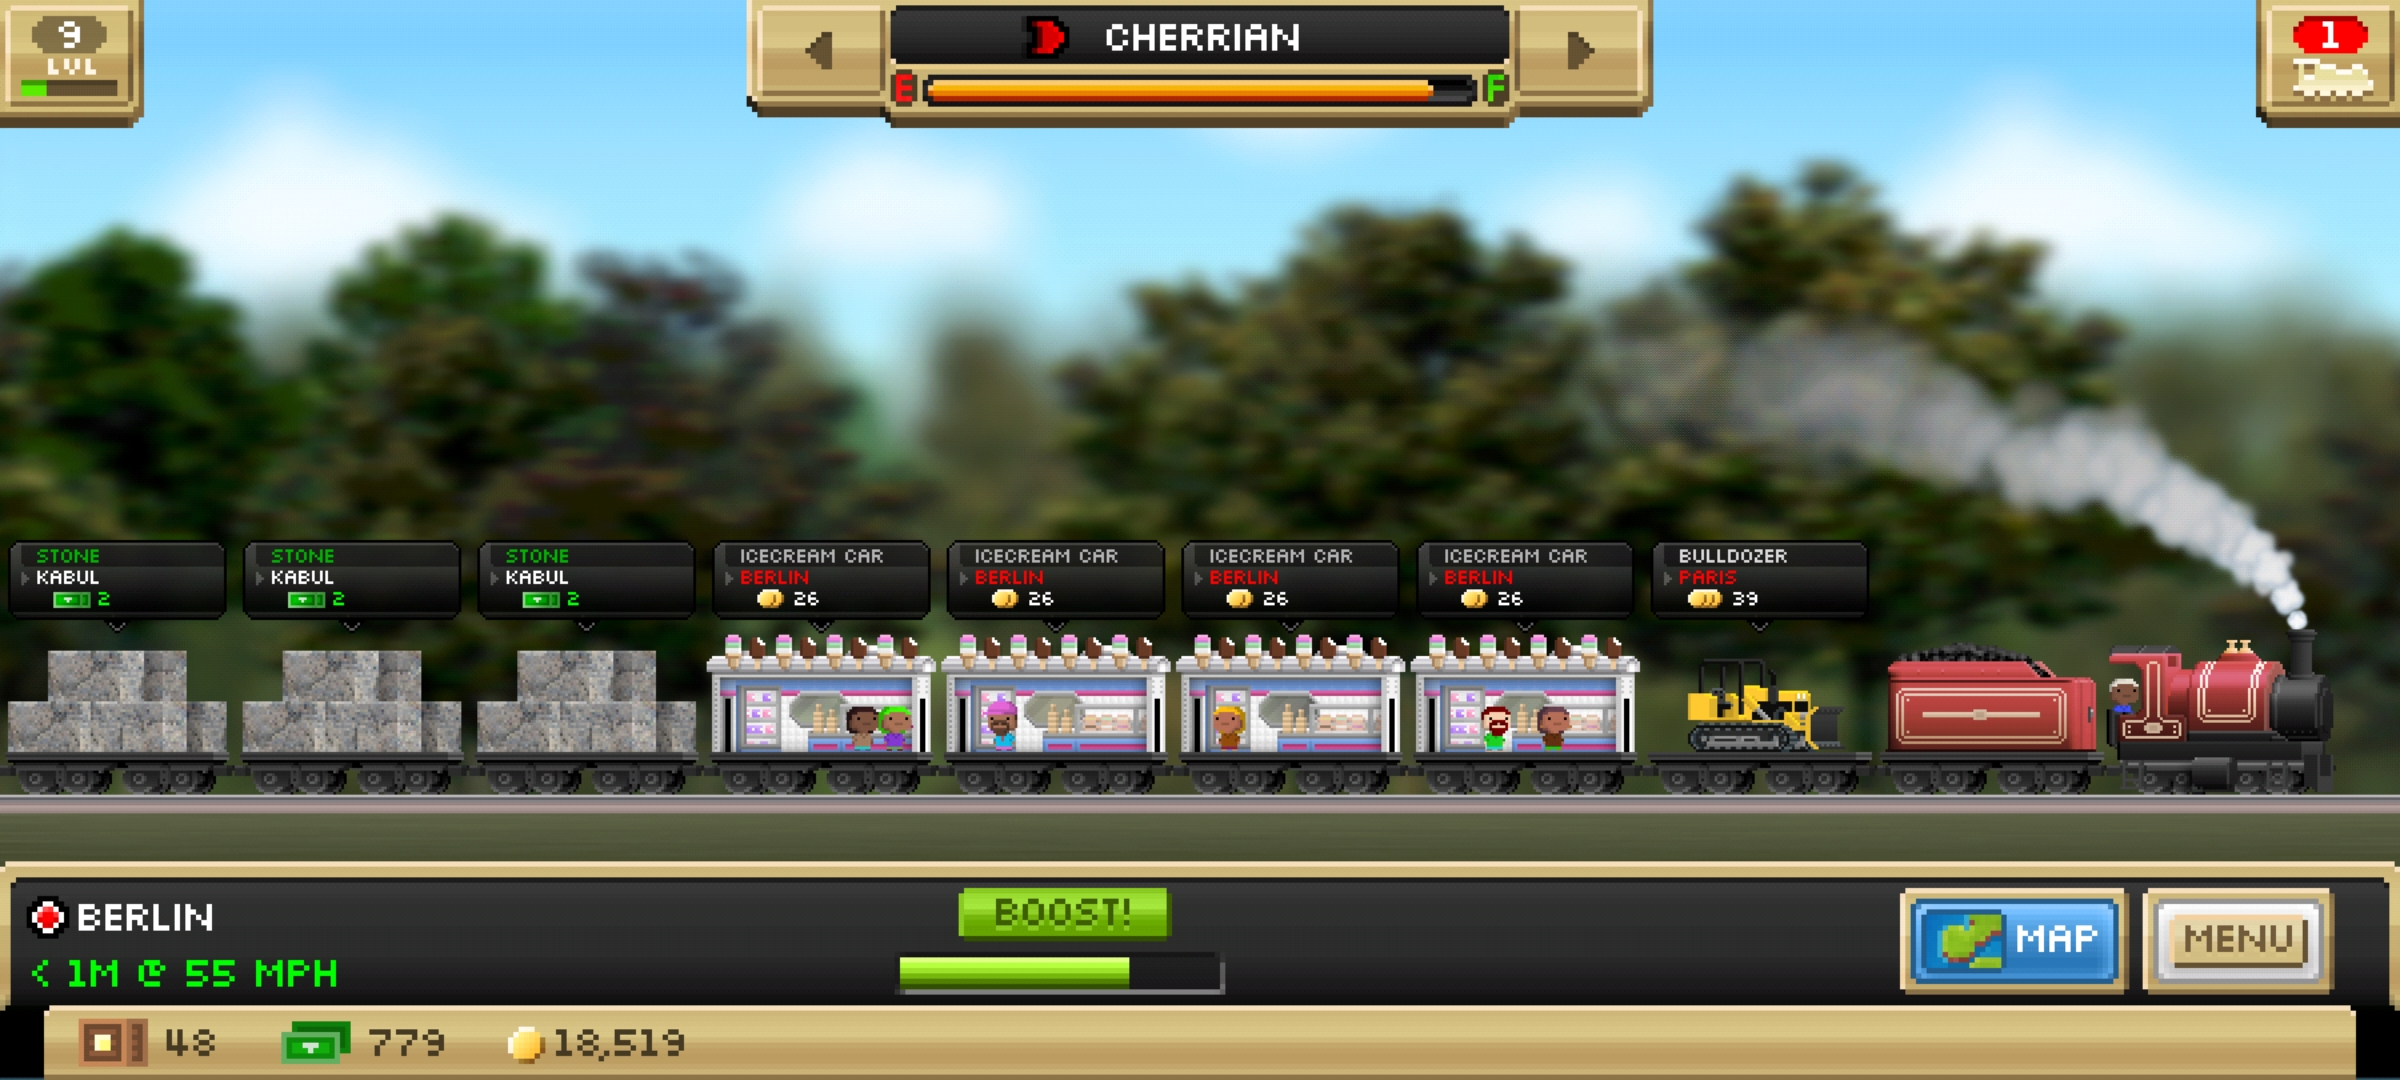 9
LVL
CHERRIAN
E F
1
STONE
KABUL
2
STONE
KABUL
2
STONE
KABUL
2
ICECREAM CAR
BERLIN
26
ICECREAM CAR
BERLIN
26
ICECREAM CAR
BERLIN
26
ICECREAM CAR
BERLIN
26
BULLDOZER
PARIS
39
BERLIN
< 1M @ 55 MPH
BOOST!
MAP
MENU
48 779 18,519